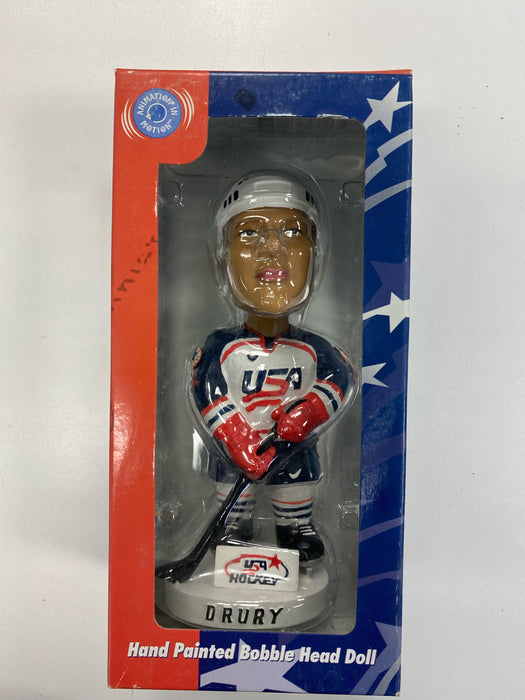 ANIMATION IN
MOTION
USA
USA
HOCKEY
DRURY
Hand Painted Bobble Head Doll